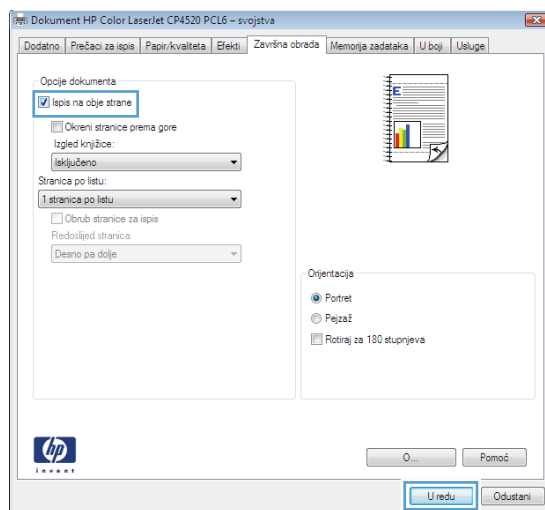 Dokument HP Color LaserJet CP4520 PCL6 – svojstva
Dodatno Prečaci za ispis Papir/kvaliteta Efekti Završna obrada Memorija zadataka U boji Usluge
Opcije dokumenta
Ispis na obje strane
Okreni stranice prema gore
Izgled knjižice:
Isključeno
Stranica po listu:
1 stranica po listu
Obrub stranice za ispis
Redoslijed stranica:
Desno pa dolje
E
Orijentacija
Portret
Pejzaž
Rotiraj za 180 stupnjeva
hp
invent
O... Pomoć
U redu Odustani